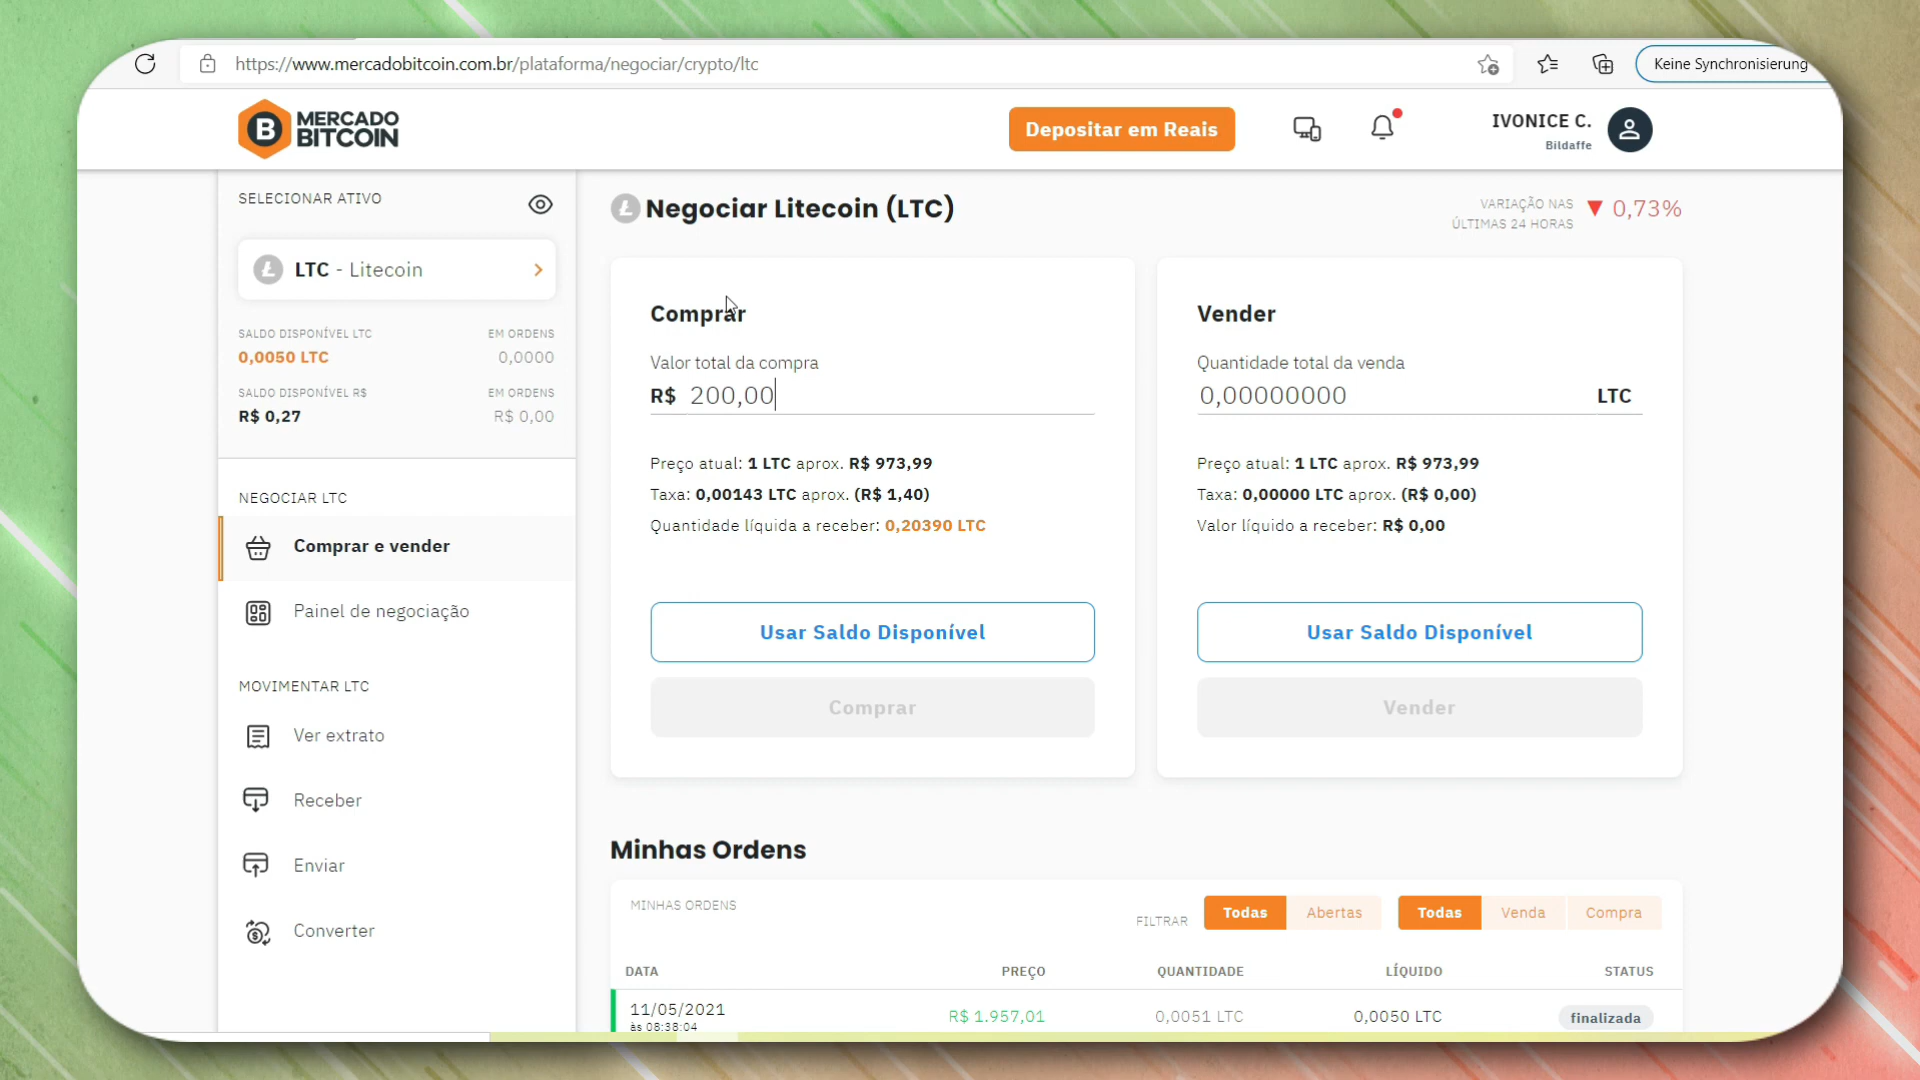 https://www.mercadobitcoin.com.br/plataforma/negociar/crypto/ltc
Keine Synchronisierung
MERCADO
BITCOIN
Depositar em Reais
IVONICE C.
Bildaffe
SELECIONAR ATIVO
LTC - Litecoin
SALDO DISPONÍVEL LTC EM ORDENS
0,0050 LTC 0,0000
SALDO DISPONÍVEL R$ EM ORDENS
R$ 0,27 R$ 0,00
NEGOCIAR LTC
Comprar e vender
Painel de negociação
MOVIMENTAR LTC
Ver extrato
Receber
Enviar
Converter
Negociar Litecoin (LTC)
VARIAÇÃO NAS
ÚLTIMAS 24 HORAS
▼ 0,73%
Comprar
Valor total da compra
R$ 200,00
Preço atual: 1 LTC aprox. R$ 973,99
Taxa: 0,00143 LTC aprox. (R$ 1,40)
Quantidade líquida a receber: 0,20390 LTC
Usar Saldo Disponível
Comprar
Vender
Quantidade total da venda
0,00000000 LTC
Preço atual: 1 LTC aprox. R$ 973,99
Taxa: 0,00000 LTC aprox. (R$ 0,00)
Valor líquido a receber: R$ 0,00
Usar Saldo Disponível
Vender
Minhas Ordens
MINHAS ORDENS
FILTRAR Todas Abertas Todas Venda Compra
DATA PREÇO QUANTIDADE LÍQUIDO STATUS
11/05/2021 R$ 1.957,01 0,0051 LTC 0,0050 LTC finalizada
às 08:38:04